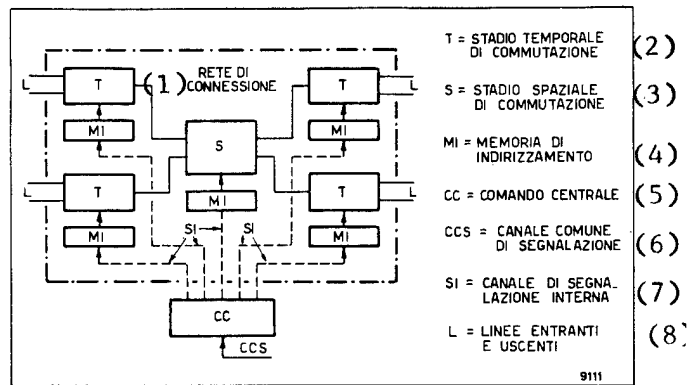 L T (1) RETE DI CONNESSIONE T L
MI MI
S
MI
L T T L
MI SI SI MI
CC
CCS
T = STADIO TEMPORALE DI COMMUTAZIONE (2)
S = STADIO SPAZIALE DI COMMUTAZIONE (3)
MI = MEMORIA DI INDIRIZZAMENTO (4)
CC = COMANDO CENTRALE (5)
CCS = CANALE COMUNE DI SEGNALAZIONE (6)
SI = CANALE DI SEGNA_ LAZIONE INTERNA (7)
L = LINEE ENTRANTI E USCENTI (8)
9111